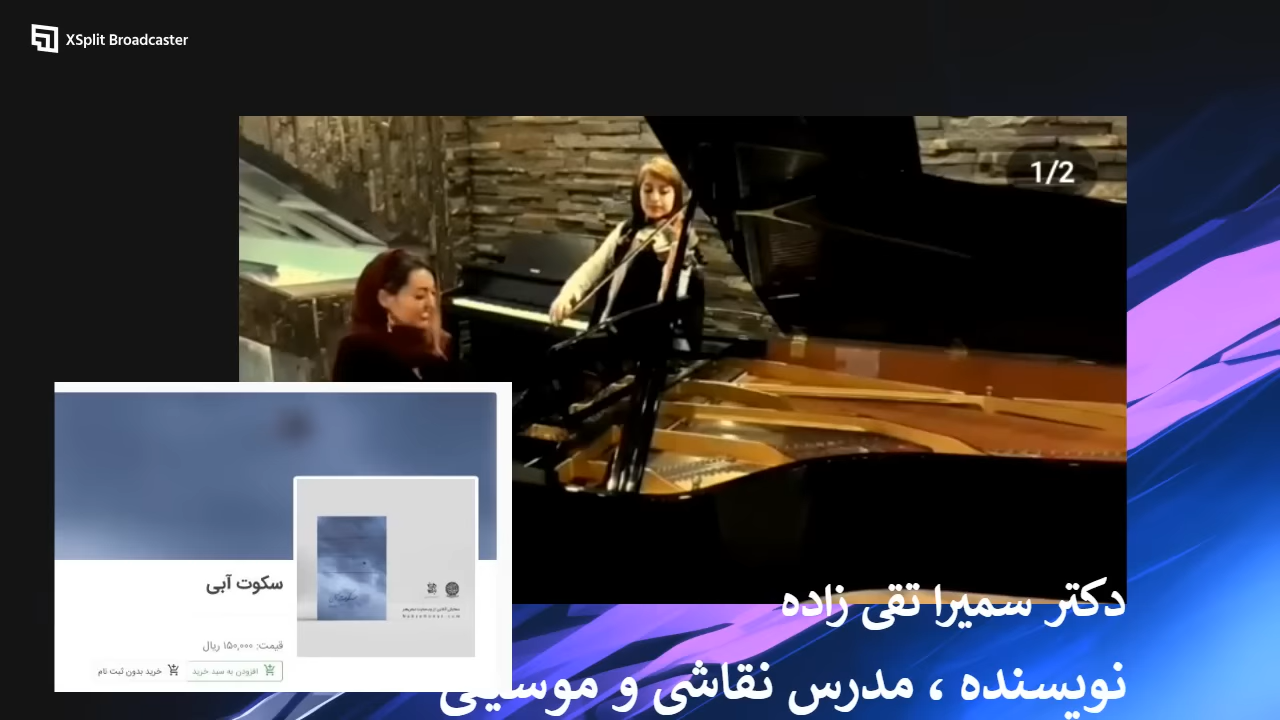 XSplit Broadcaster
1/2
سکوت آبی
قیمت: ۱۵۰,۰۰۰ ریال
افزودن به سبد خرید
خرید بدون ثبت نام
دکتر سمیرا تقی زاده
نویسنده ، مدرس نقاشی و موسیقی